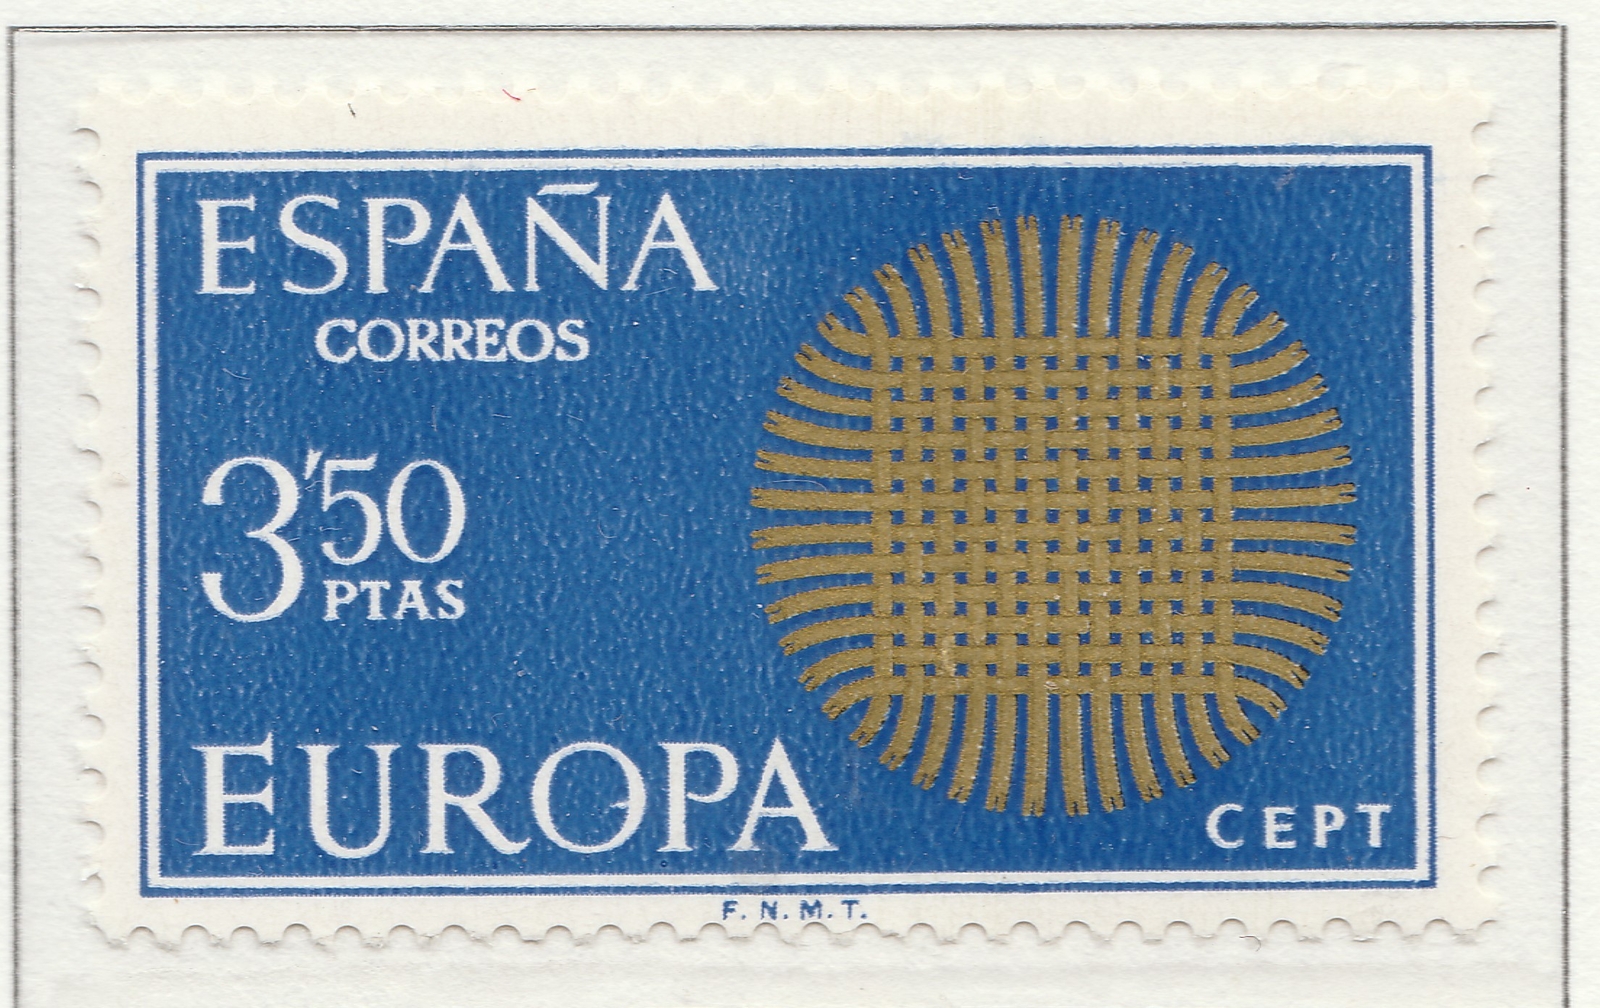 ESPAÑA
CORREOS
3'50
PTAS
EUROPA
CEPT
F. N. M. T.